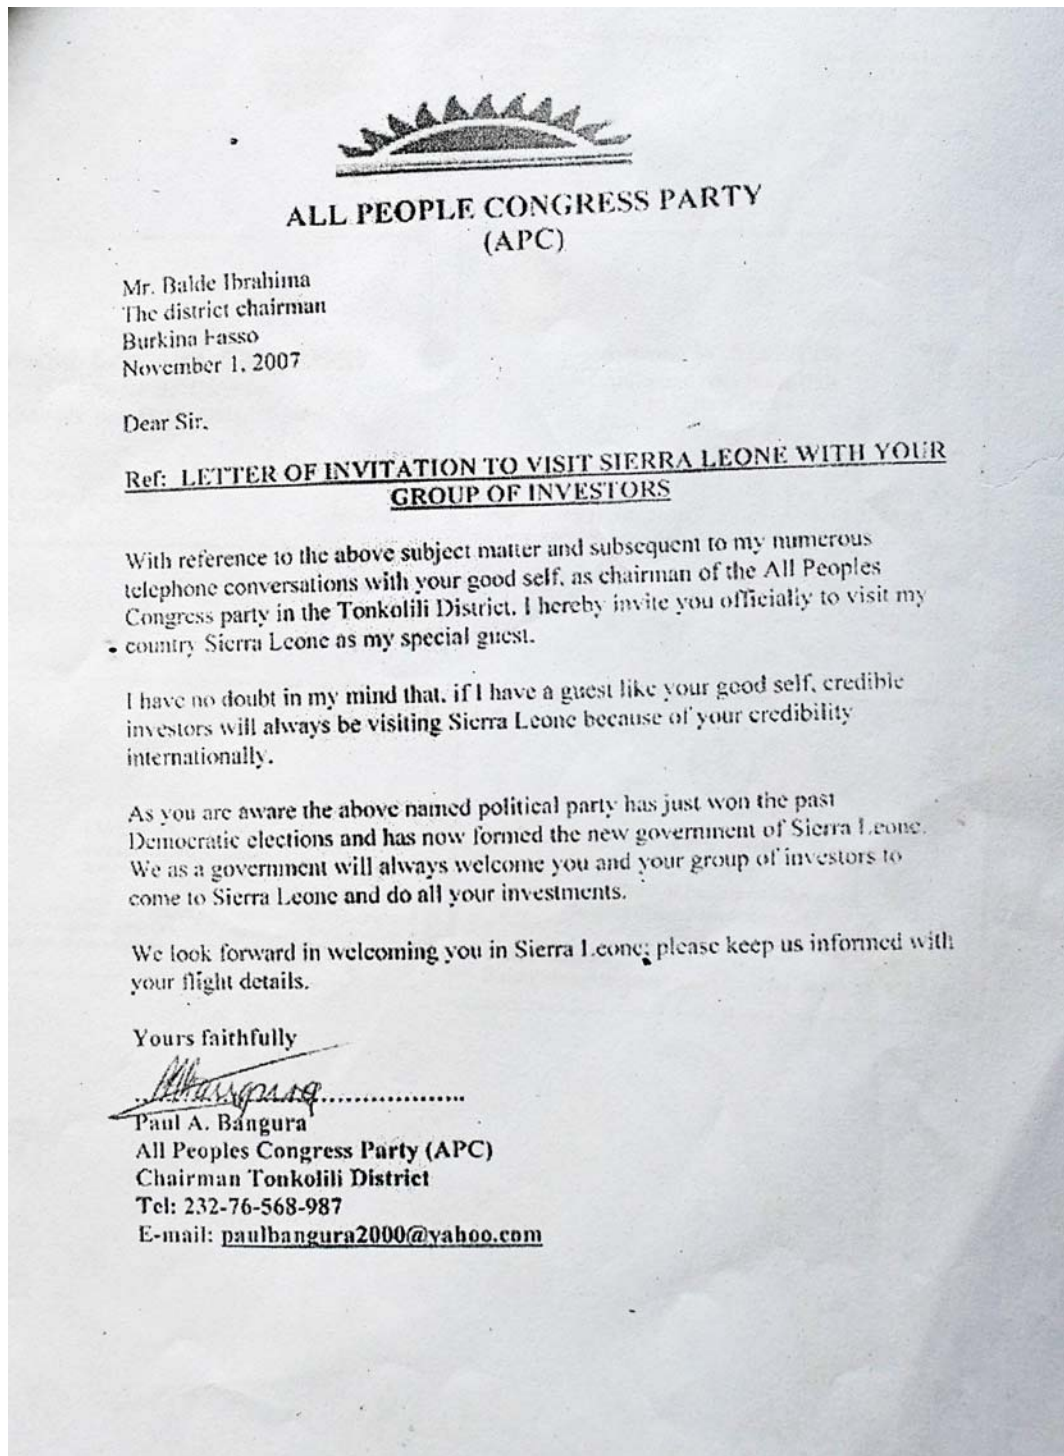 ALL PEOPLE CONGRESS PARTY
(APC)
Mr. Balde Ibrahima
The district chairman
Burkina Fasso
November 1, 2007
Dear Sir,
Ref: LETTER OF INVITATION TO VISIT SIERRA LEONE WITH YOUR
GROUP OF INVESTORS
With reference to the above subject matter and subsequent to my numerous
telephone conversations with your good self, as chairman of the All Peoples
Congress party in the Tonkolili District, I hereby invite you officially to visit my
country Sierra Leone as my special guest.
I have no doubt in my mind that, if I have a guest like your good self, credible
investors will always be visiting Sierra Leone because of your credibility
internationally.
As you are aware the above named political party has just won the past
Democratic elections and has now formed the new government of Sierra Leone.
We as a government will always welcome you and your group of investors to
come to Sierra Leone and do all your investments.
We look forward in welcoming you in Sierra Leone; please keep us informed with
your flight details.
Yours faithfully
Paul A. Bangura
All Peoples Congress Party (APC)
Chairman Tonkolili District
Tel: 232-76-568-987
E-mail: paulbangura2000@yahoo.com